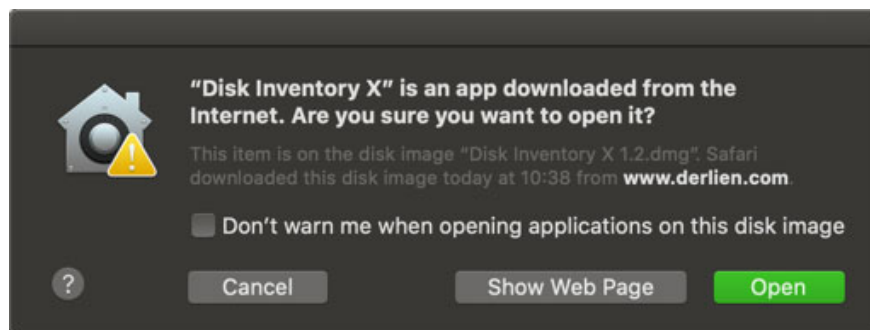 “Disk Inventory X” is an app downloaded from the
Internet. Are you sure you want to open it?
This item is on the disk image “Disk Inventory X 1.2.dmg”. Safari
downloaded this disk image today at 10:38 from www.derlien.com.
Don’t warn me when opening applications on this disk image
?
Cancel
Show Web Page
Open